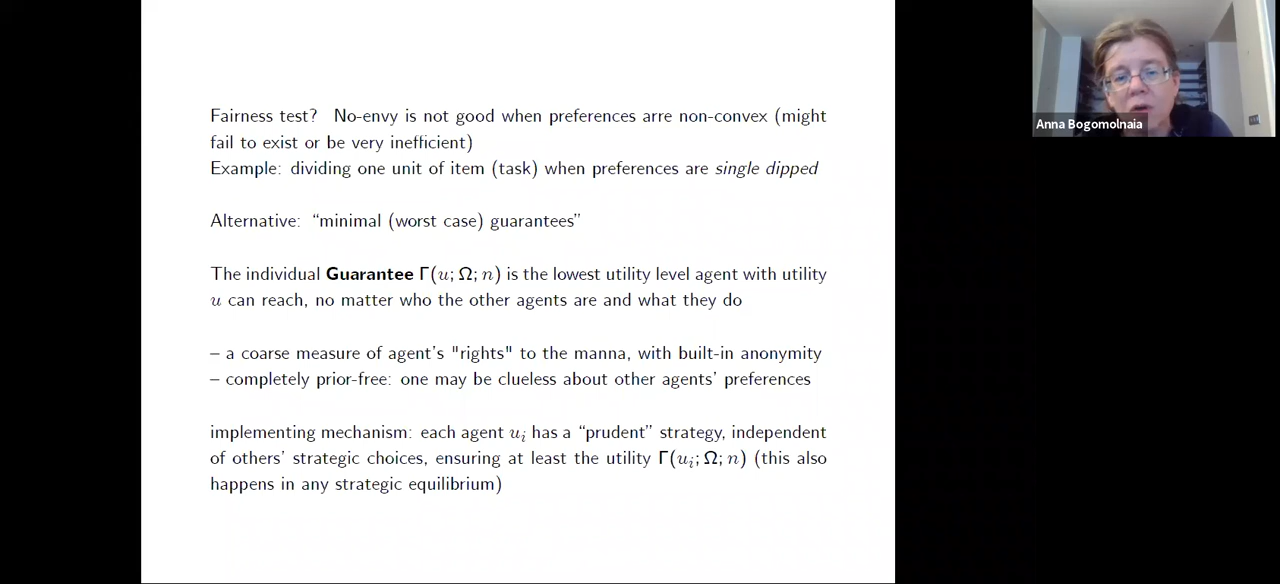 Fairness test? No-envy is not good when preferences arre non-convex (might
fail to exist or be very inefficient)
Example: dividing one unit of item (task) when preferences are single dipped
Alternative: “minimal (worst case) guarantees”
The individual Guarantee Γ(u; Ω; n) is the lowest utility level agent with utility
u can reach, no matter who the other agents are and what they do
– a coarse measure of agent's "rights" to the manna, with built-in anonymity
– completely prior-free: one may be clueless about other agents' preferences
implementing mechanism: each agent uᵢ has a “prudent” strategy, independent
of others' strategic choices, ensuring at least the utility Γ(uᵢ; Ω; n) (this also
happens in any strategic equilibrium)
Anna Bogomolnaia